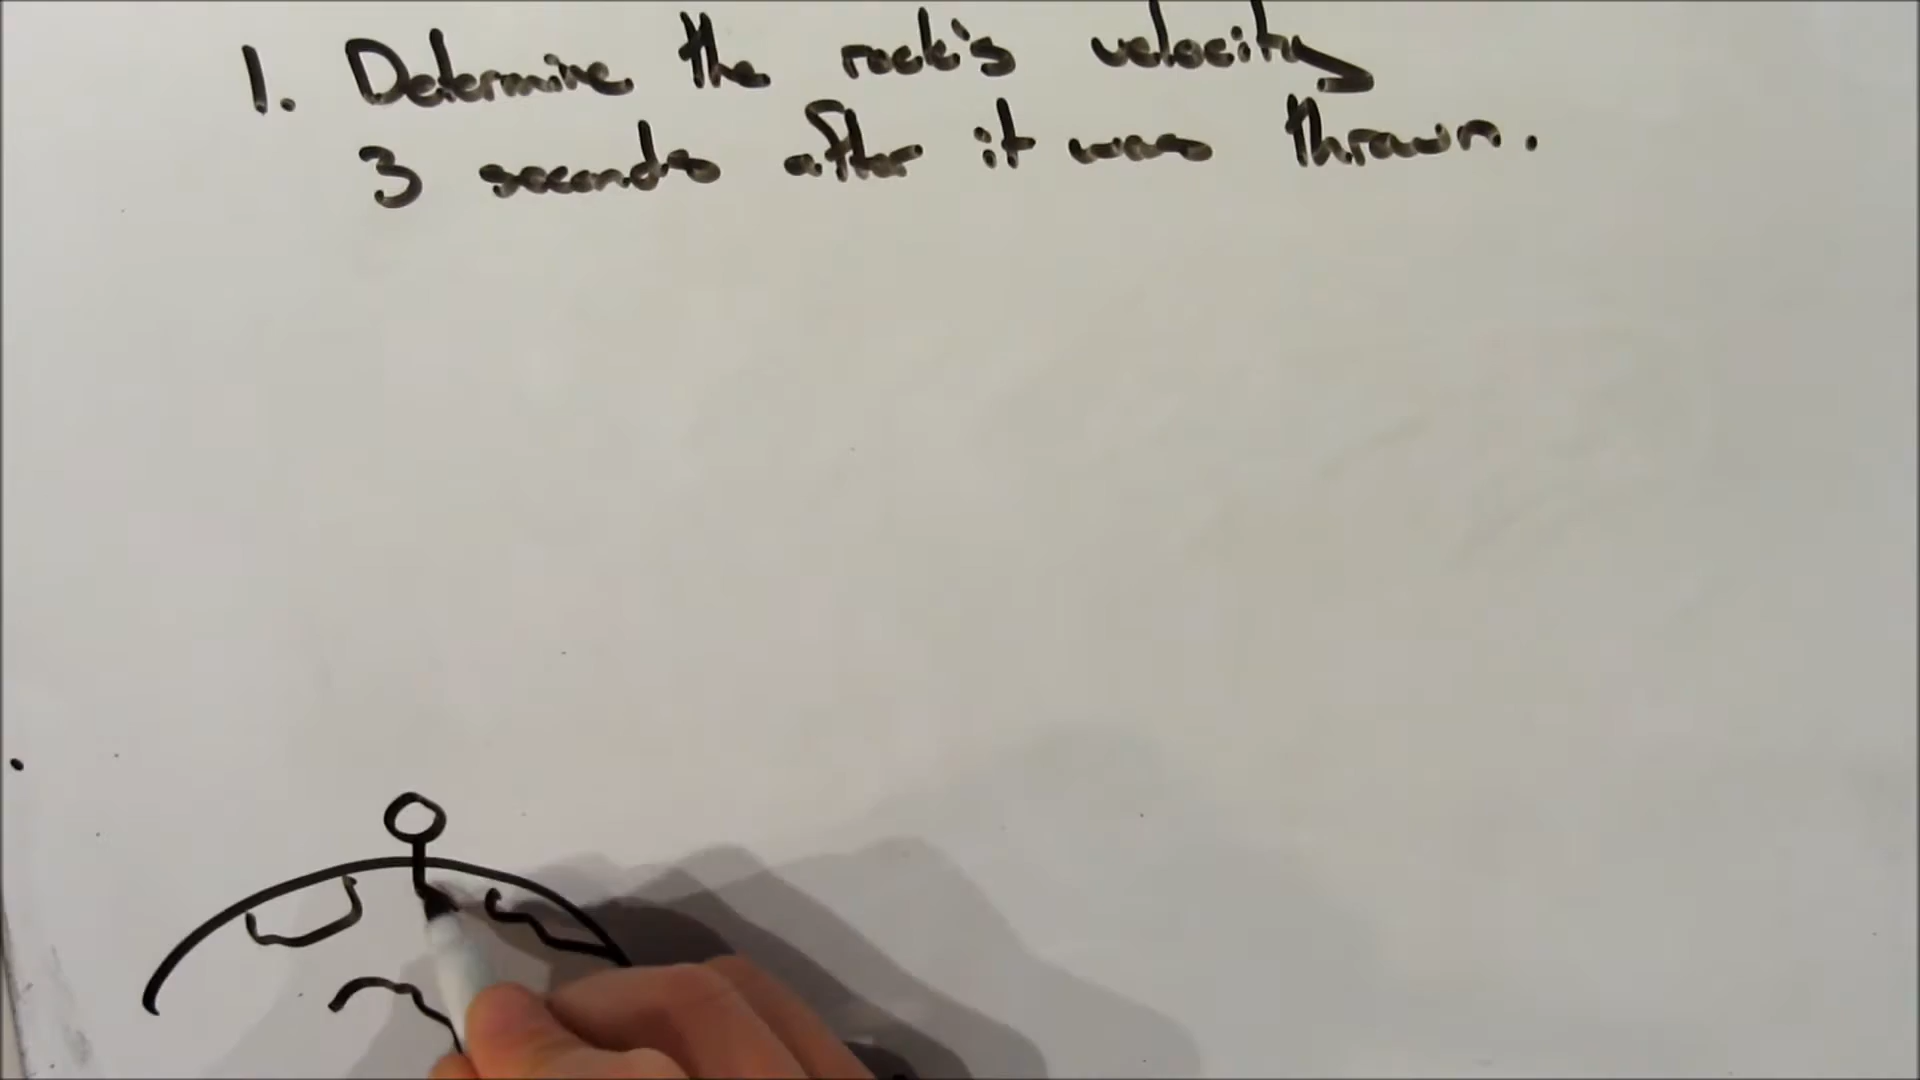 1. Determine the rock's velocity
3 seconds after it was thrown.